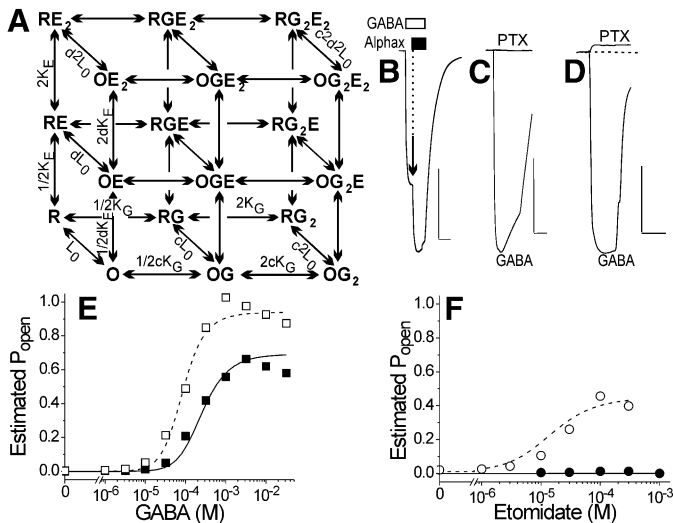 A
RE2 RGE2 RG2E2
d2L0 c2d2L0
2KE
OE2 OGE2 OG2E2
2dKE
RE RGE RG2E
dL0
1/2KE
OE OGE OG2E
1/2KG 2KG
1/2dKE
R RG RG2
L0 cL0 c2L0
1/2cKG 2cKG
O OG OG2
GABA
Alphax
B C D
PTX PTX
GABA GABA
E
Estimated Popen
1.0
0.8
0.6
0.4
0.2
0.0
0 10-6 10-5 10-4 10-3 10-2
GABA (M)
F
Estimated Popen
1.0
0.8
0.6
0.4
0.2
0.0
0 10-6 10-5 10-4 10-3
Etomidate (M)